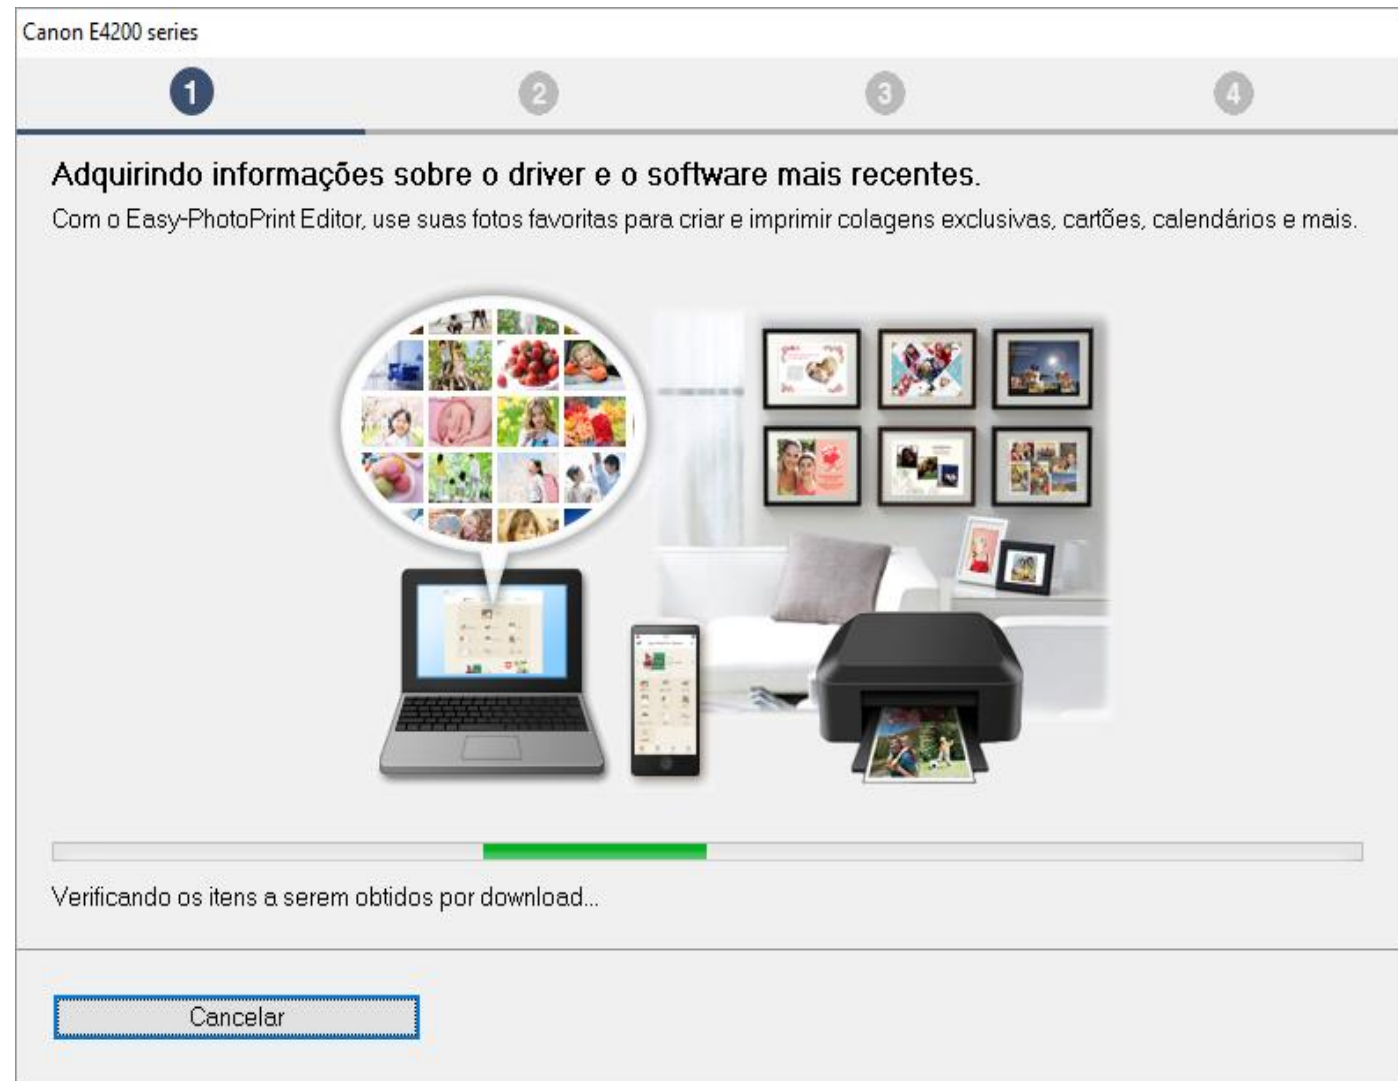 Canon E4200 series
1
2
3
4
Adquirindo informações sobre o driver e o software mais recentes.
Com o Easy-PhotoPrint Editor, use suas fotos favoritas para criar e imprimir colagens exclusivas, cartões, calendários e mais.
Verificando os itens a serem obtidos por download...
Cancelar